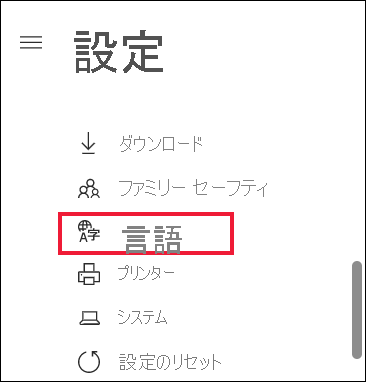 設定
ダウンロード
ファミリー セーフティ
言語
プリンター
システム
設定のリセット